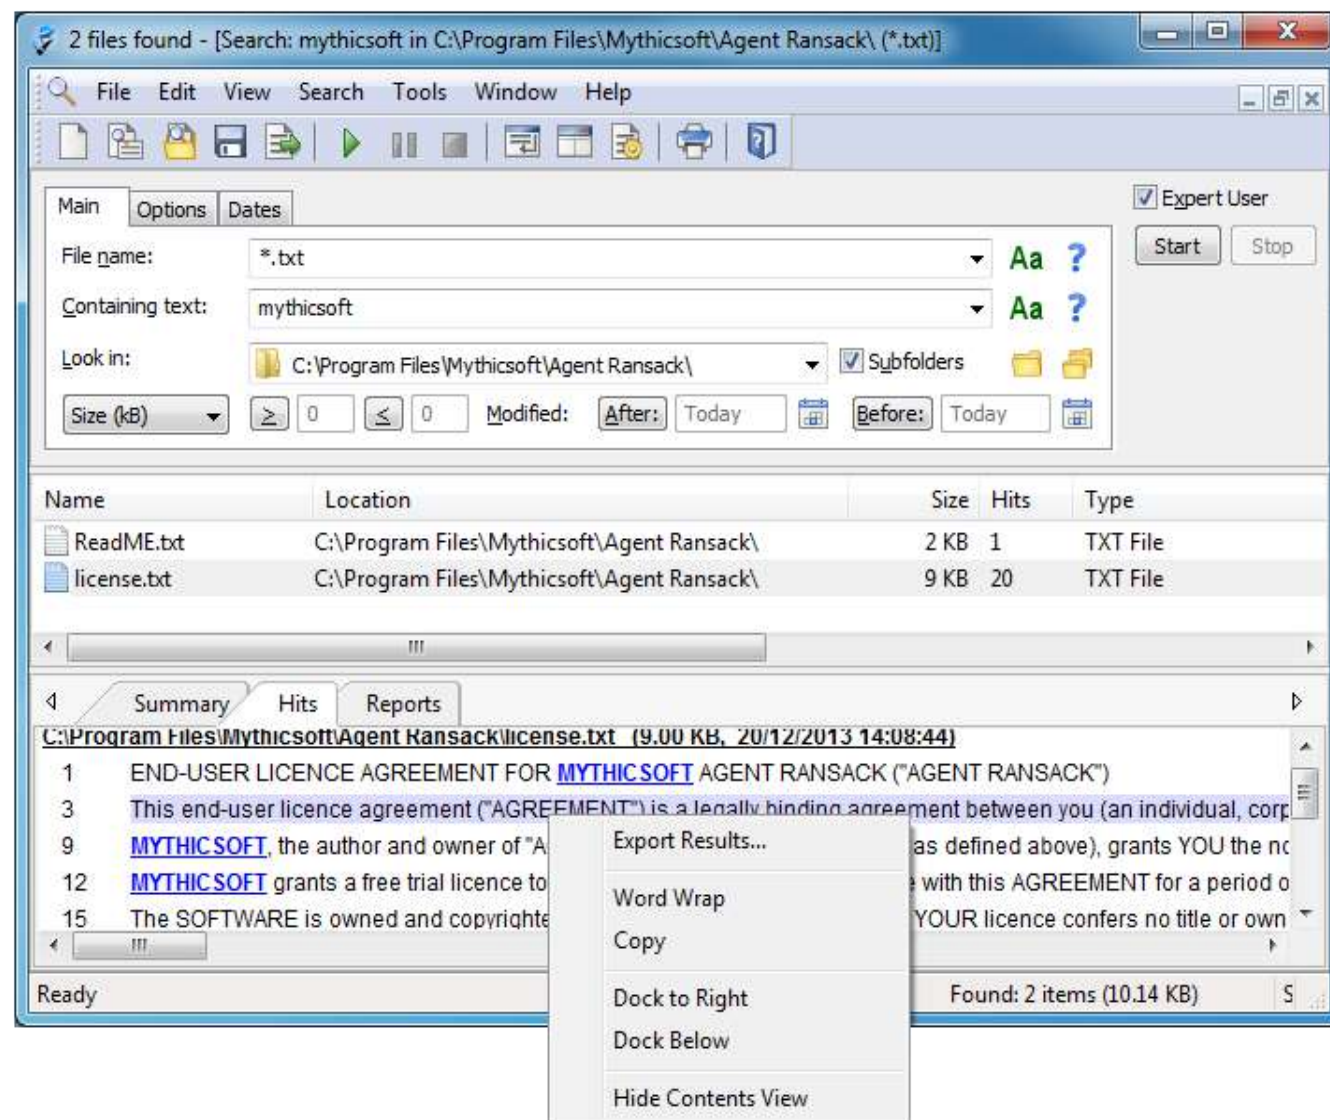 2 files found - [Search: mythicsoft in C:\Program Files\Mythicsoft\Agent Ransack\ (*.txt)]
File Edit View Search Tools Window Help
Main Options Dates
Expert User
File name: *.txt Aa ? Start Stop
Containing text: mythicsoft Aa ?
Look in: C:\Program Files\Mythicsoft\Agent Ransack\ Subfolders
Size (kB) ≥ 0 ≤ 0 Modified: After: Today Before: Today
Name Location Size Hits Type
ReadME.txt C:\Program Files\Mythicsoft\Agent Ransack\ 2 KB 1 TXT File
license.txt C:\Program Files\Mythicsoft\Agent Ransack\ 9 KB 20 TXT File
Summary Hits Reports
C:\Program Files\Mythicsoft\Agent Ransack\license.txt (9.00 KB, 20/12/2013 14:08:44)
1 END-USER LICENCE AGREEMENT FOR MYTHICSOFT AGENT RANSACK ("AGENT RANSACK")
3 This end-user licence agreement ("AGREEMENT") is a legally binding agreement between you (an individual, corp
9 MYTHICSOFT, the author and owner of "A as defined above), grants YOU the no
12 MYTHICSOFT grants a free trial licence to with this AGREEMENT for a period o
15 The SOFTWARE is owned and copyrighte YOUR licence confers no title or own
Export Results...
Word Wrap
Copy
Dock to Right
Dock Below
Hide Contents View
Ready Found: 2 items (10.14 KB) S